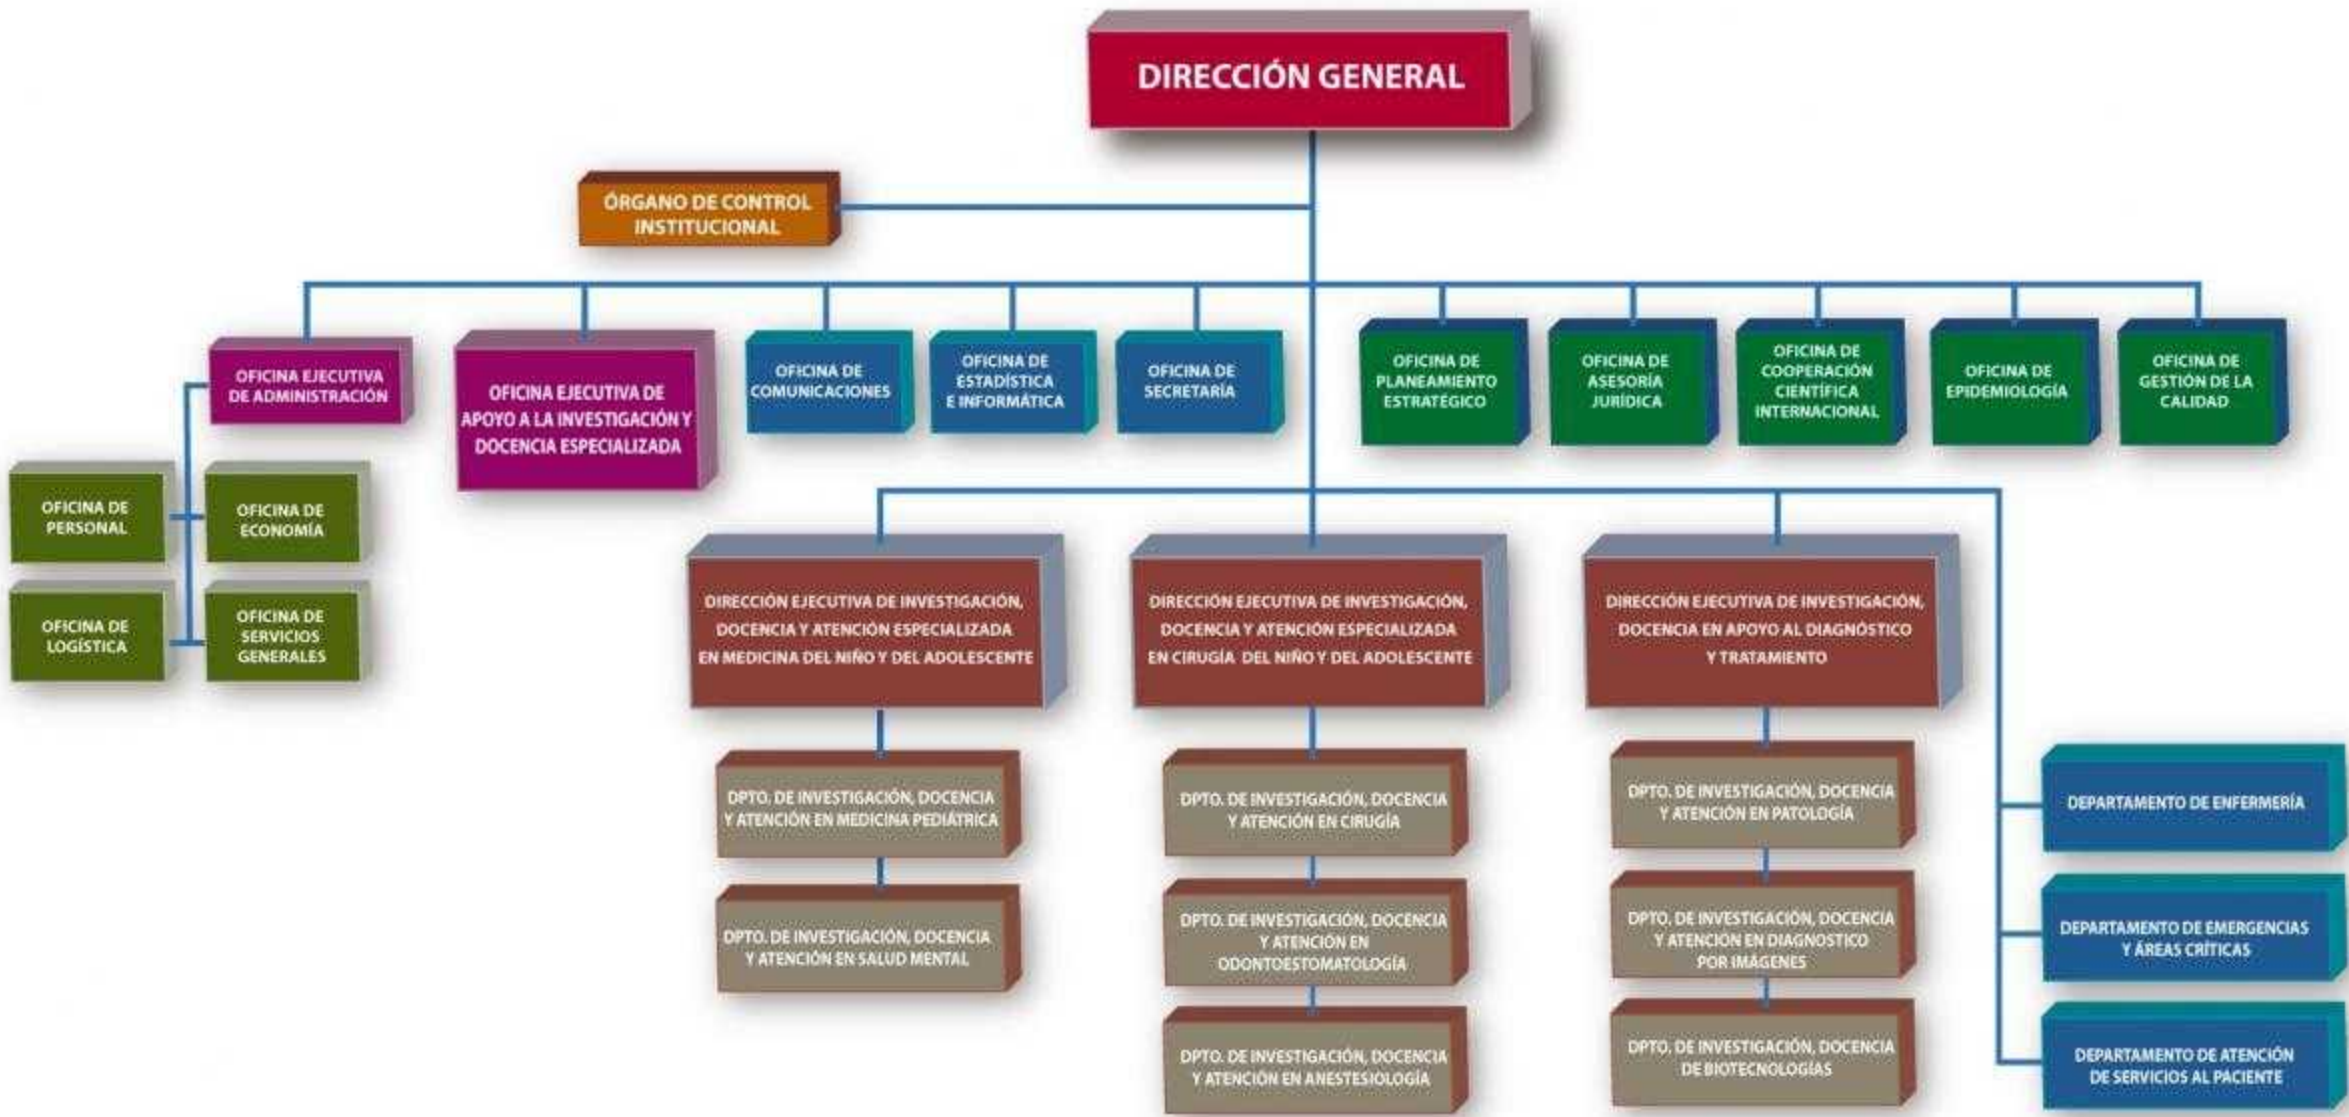 DIRECCIÓN GENERAL
ÓRGANO DE CONTROL
INSTITUCIONAL
OFICINA EJECUTIVA
DE ADMINISTRACIÓN
OFICINA EJECUTIVA DE
APOYO A LA INVESTIGACIÓN Y
DOCENCIA ESPECIALIZADA
OFICINA DE
COMUNICACIONES
OFICINA DE
ESTADÍSTICA
E INFORMÁTICA
OFICINA DE
SECRETARÍA
OFICINA DE
PLANEAMIENTO
ESTRATÉGICO
OFICINA DE
ASESORÍA
JURÍDICA
OFICINA DE
COOPERACIÓN
CIENTÍFICA
INTERNACIONAL
OFICINA DE
EPIDEMIOLOGÍA
OFICINA DE
GESTIÓN DE LA
CALIDAD
OFICINA DE
PERSONAL
OFICINA DE
ECONOMÍA
OFICINA DE
LOGÍSTICA
OFICINA DE
SERVICIOS
GENERALES
DIRECCIÓN EJECUTIVA DE INVESTIGACIÓN,
DOCENCIA Y ATENCIÓN ESPECIALIZADA
EN MEDICINA DEL NIÑO Y DEL ADOLESCENTE
DIRECCIÓN EJECUTIVA DE INVESTIGACIÓN,
DOCENCIA Y ATENCIÓN ESPECIALIZADA
EN CIRUGÍA DEL NIÑO Y DEL ADOLESCENTE
DIRECCIÓN EJECUTIVA DE INVESTIGACIÓN,
DOCENCIA EN APOYO AL DIAGNÓSTICO
Y TRATAMIENTO
DPTO. DE INVESTIGACIÓN, DOCENCIA
Y ATENCIÓN EN MEDICINA PEDIÁTRICA
DPTO. DE INVESTIGACIÓN, DOCENCIA
Y ATENCIÓN EN SALUD MENTAL
DPTO. DE INVESTIGACIÓN, DOCENCIA
Y ATENCIÓN EN CIRUGÍA
DPTO. DE INVESTIGACIÓN, DOCENCIA
Y ATENCIÓN EN
ODONTOESTOMATOLOGÍA
DPTO. DE INVESTIGACIÓN, DOCENCIA
Y ATENCIÓN EN ANESTESIOLOGÍA
DPTO. DE INVESTIGACIÓN, DOCENCIA
Y ATENCIÓN EN PATOLOGÍA
DPTO. DE INVESTIGACIÓN, DOCENCIA
Y ATENCIÓN EN DIAGNOSTICO
POR IMÁGENES
DPTO. DE INVESTIGACIÓN, DOCENCIA
DE BIOTECNOLOGÍAS
DEPARTAMENTO DE ENFERMERÍA
DEPARTAMENTO DE EMERGENCIAS
Y ÁREAS CRÍTICAS
DEPARTAMENTO DE ATENCIÓN
DE SERVICIOS AL PACIENTE